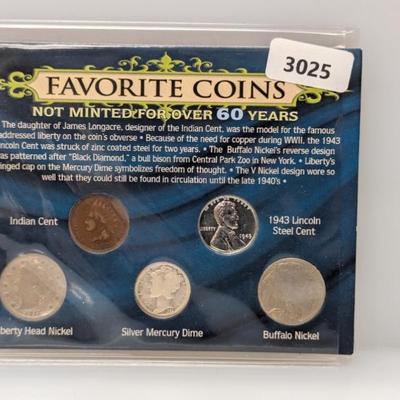 3025
FAVORITE COINS
NOT MINTED FOR OVER 60 YEARS
The daughter of James Longacre, designer of the Indian Cent, was the model for the famous
addressed liberty on the coin's obverse • Because of the need for copper during WWII, the 1943
incoln Cent was struck of zinc coated steel for two years. • The Buffalo Nickel's reverse design
was patterned after "Black Diamond," a bull bison from Central Park Zoo in New York. • Liberty's
inged cap on the Mercury Dime symbolizes freedom of thought. • The V Nickel design wore so
well that they could still be found in circulation until the late 1940's •
Indian Cent
1943 Lincoln
Steel Cent
LIBERTY
1943
berty Head Nickel
Silver Mercury Dime
Buffalo Nickel